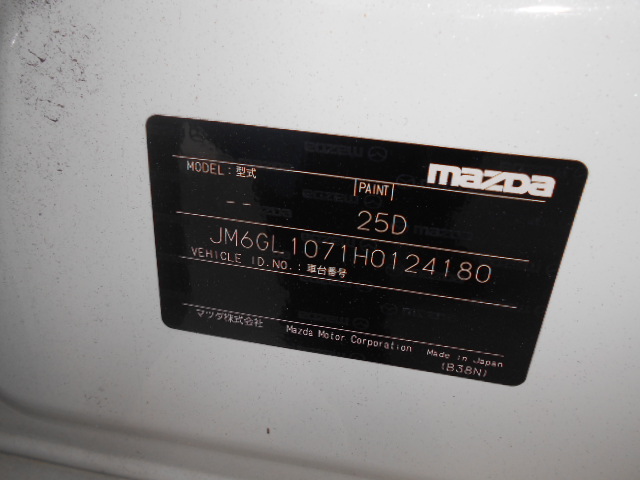 mazda
MODEL:型式
PAINT
-- 25D
JM6GL1071H0124180
VEHICLE ID.NO.:車台番号
マツダ株式会社 Mazda Motor Corporation Made in Japan
(B38N)